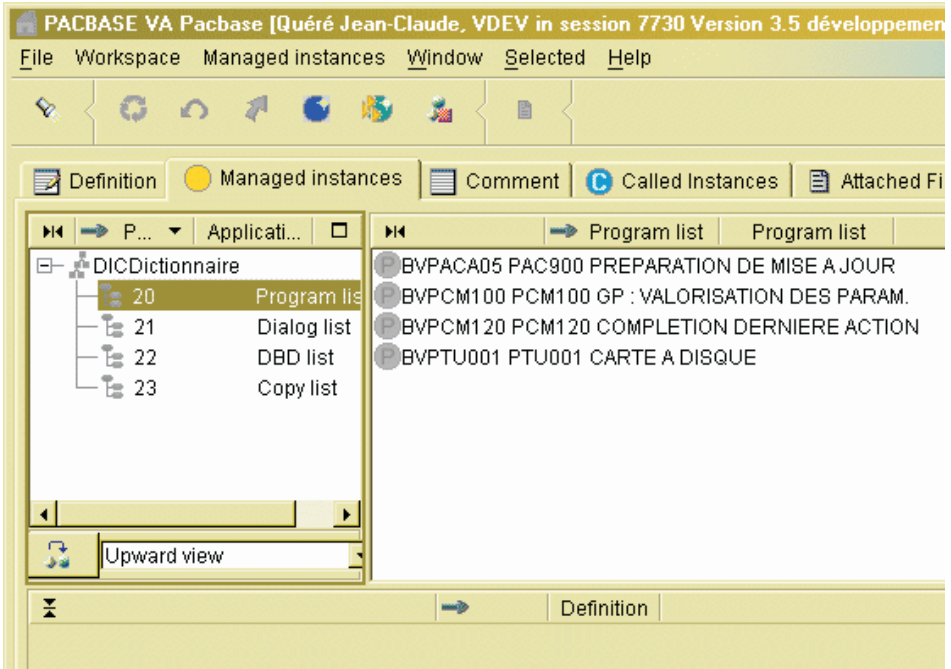 PACBASE VA Pacbase [Quéré Jean-Claude, VDEV in session 7730 Version 3.5 développemen
File Workspace Managed instances Window Selected Help
Definition Managed instances Comment Called Instances Attached Fi
P... Applicati... Program list Program list
DICDictionnaire
20 Program lis
21 Dialog list
22 DBD list
23 Copy list
BVPACA05 PAC900 PREPARATION DE MISE A JOUR
BVPCM100 PCM100 GP : VALORISATION DES PARAM.
BVPCM120 PCM120 COMPLETION DERNIERE ACTION
BVPTU001 PTU001 CARTE A DISQUE
Upward view
Definition